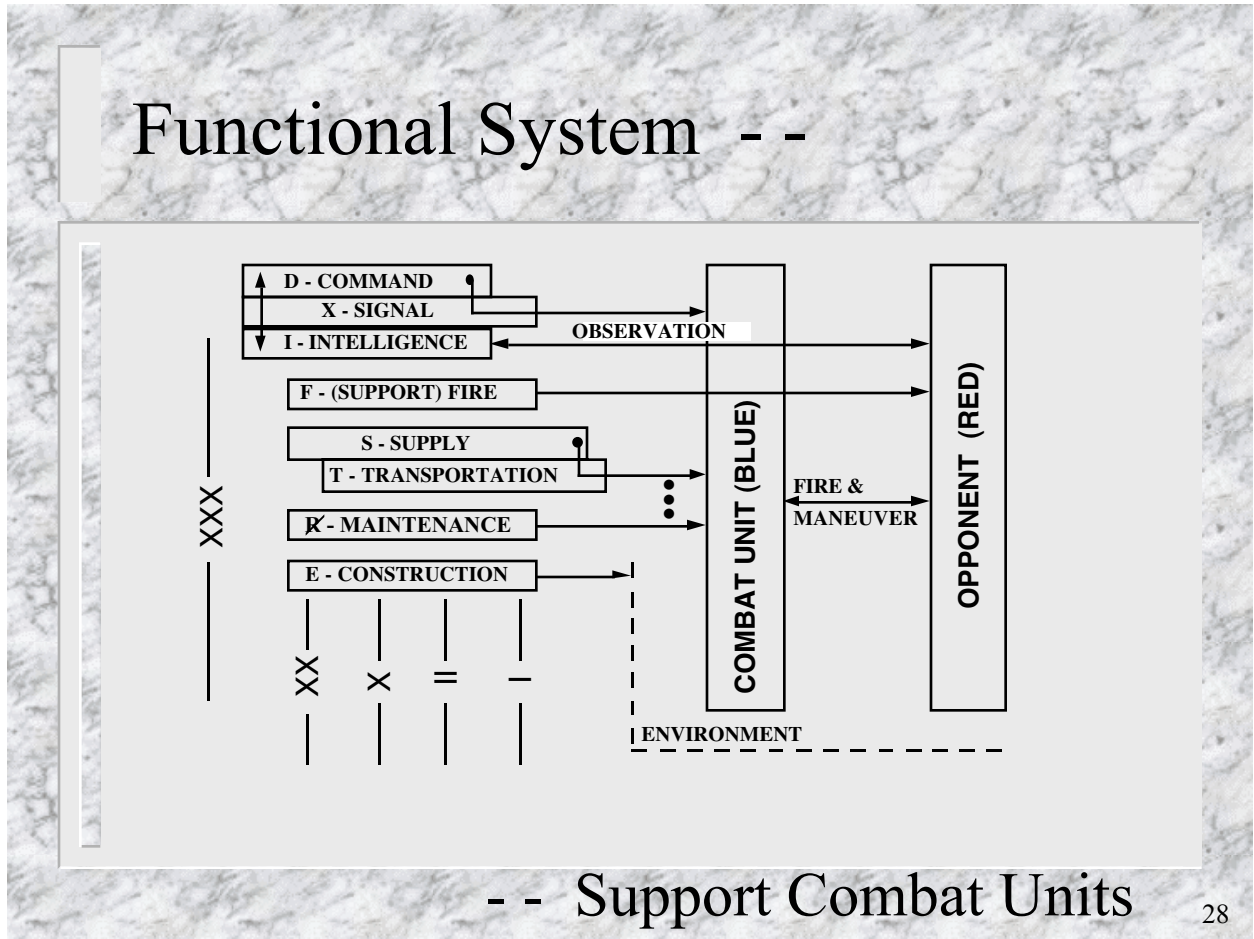 Functional System - -
D - COMMAND
X - SIGNAL
OBSERVATION
I - INTELLIGENCE
F - (SUPPORT) FIRE
S - SUPPLY
T - TRANSPORTATION
R - MAINTENANCE
E - CONSTRUCTION
XXX
XX
X
=
–
COMBAT UNIT (BLUE)
FIRE &
MANEUVER
OPPONENT (RED)
ENVIRONMENT
- - Support Combat Units
28